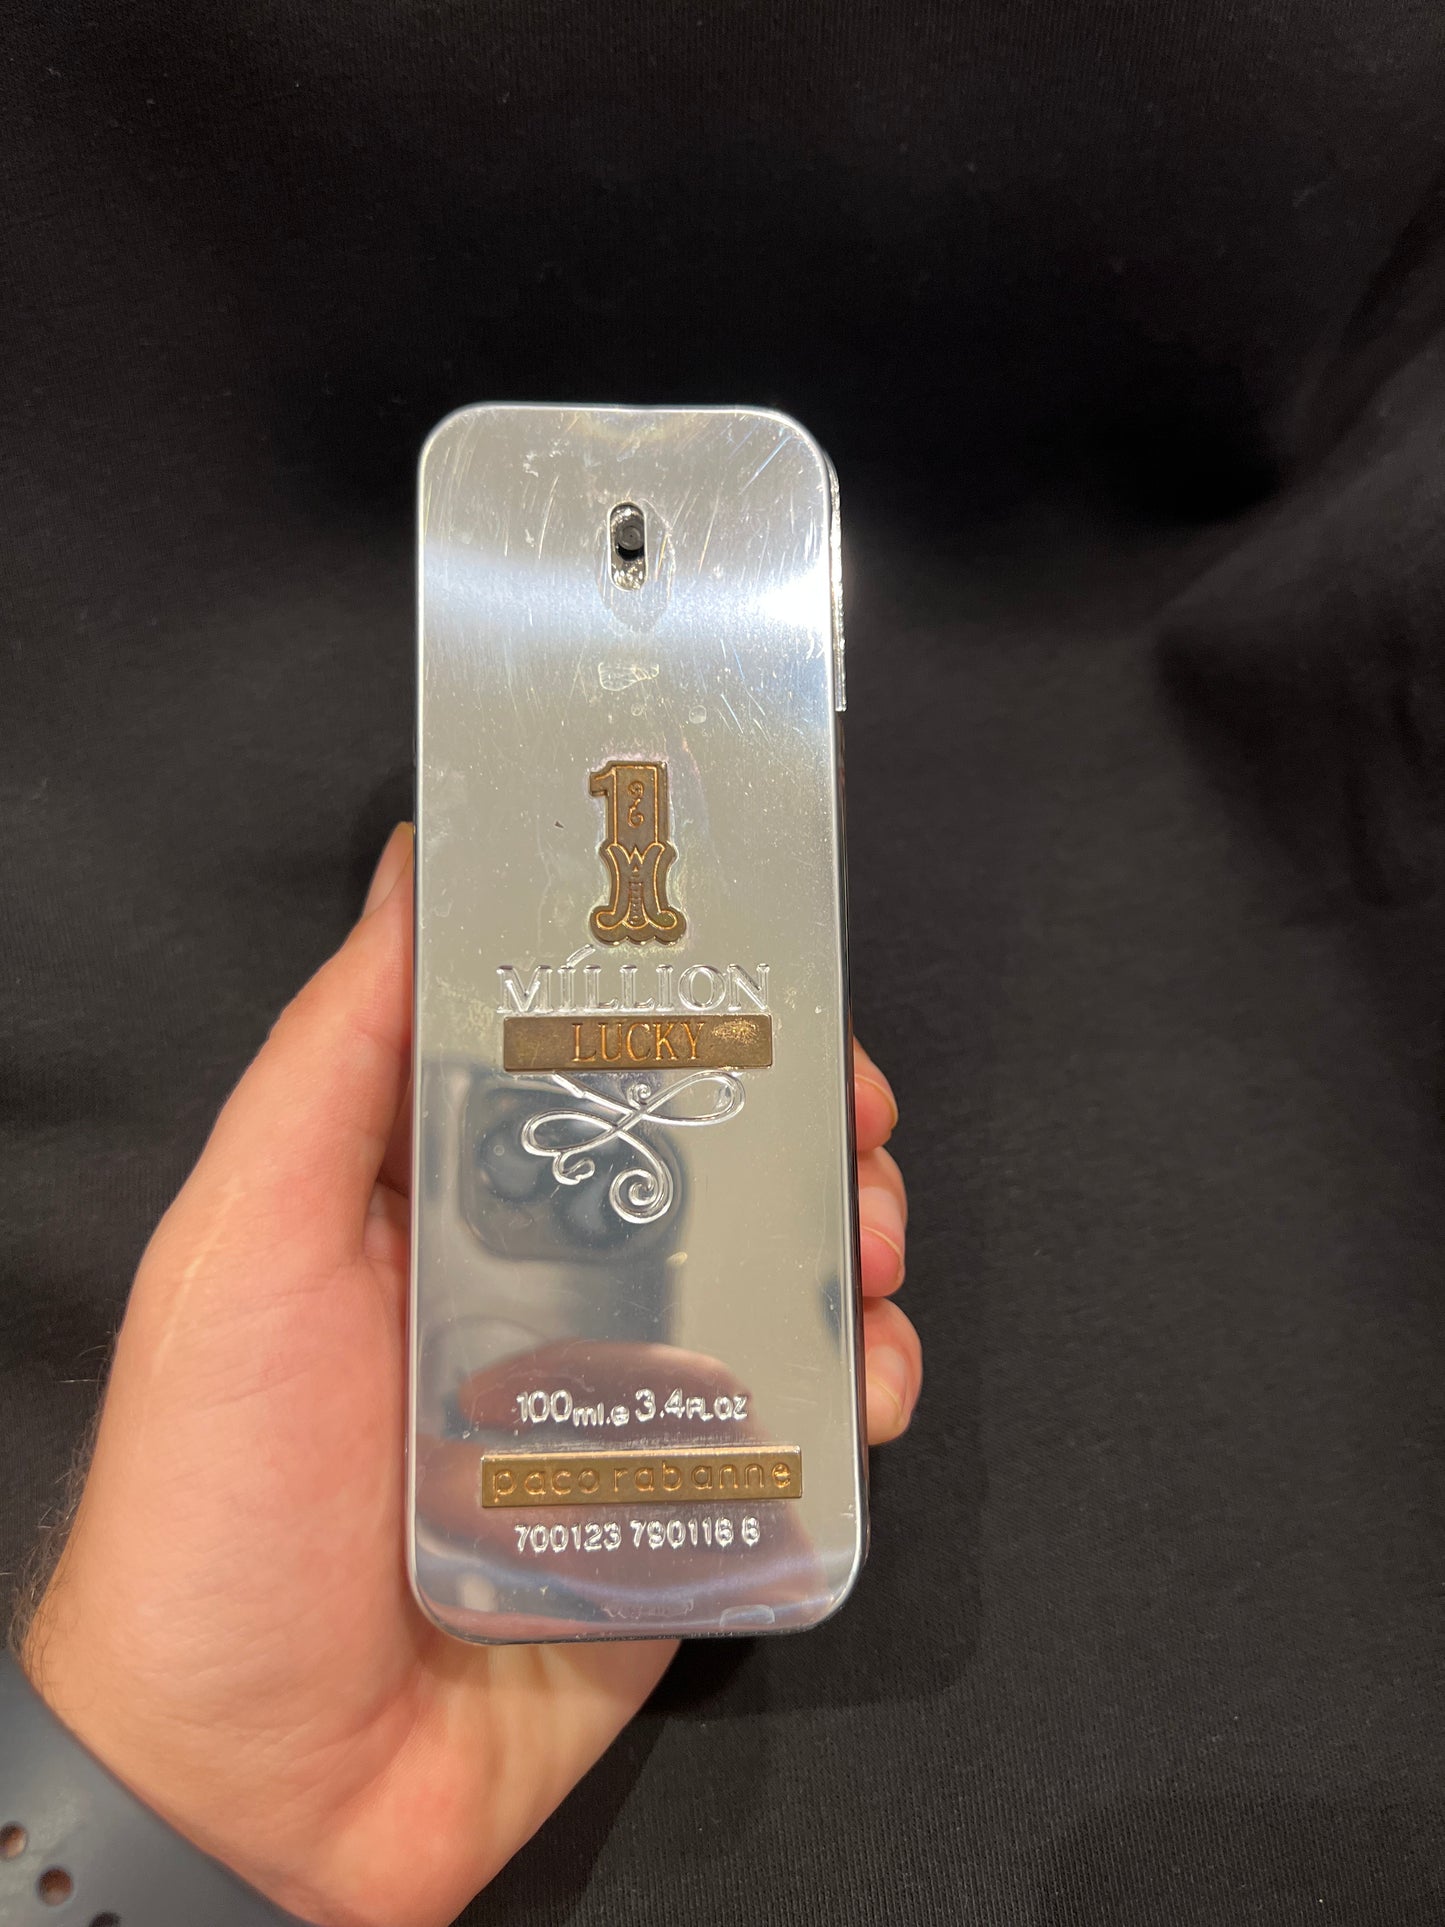 1
MILLION
LUCKY
100ml.e 3.4FL.OZ
paco rabanne
700123 790116 6